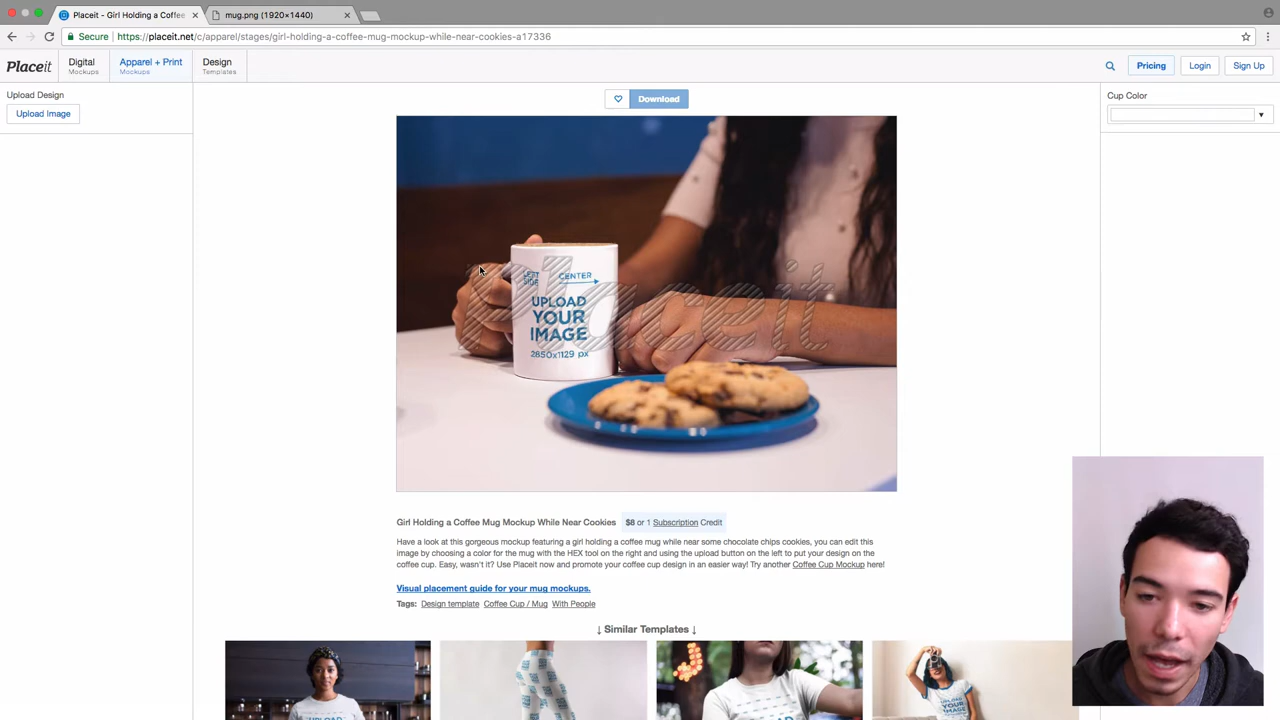 Placeit - Girl Holding a Coffee
mug.png (1920×1440)
Secure
https://placeit.net/c/apparel/stages/girl-holding-a-coffee-mug-mockup-while-near-cookies-a17336
Placeit
Digital
Mockups
Apparel + Print
Mockups
Design
Templates
Pricing
Login
Sign Up
Upload Design
Upload Image
Download
Cup Color
LEFT SIDE
CENTER
UPLOAD
YOUR
IMAGE
2850x1129 px
Placeit
Girl Holding a Coffee Mug Mockup While Near Cookies $8 or 1 Subscription Credit
Have a look at this gorgeous mockup featuring a girl holding a coffee mug while near some chocolate chips cookies, you can edit this
image by choosing a color for the mug with the HEX tool on the right and using the upload button on the left to put your design on the
coffee cup. Easy, wasn't it? Use Placeit now and promote your coffee cup design in an easier way! Try another Coffee Cup Mockup here!
Visual placement guide for your mug mockups.
Tags: Design template Coffee Cup / Mug With People
↓ Similar Templates ↓
UPLOAD
YOUR
IMAGE